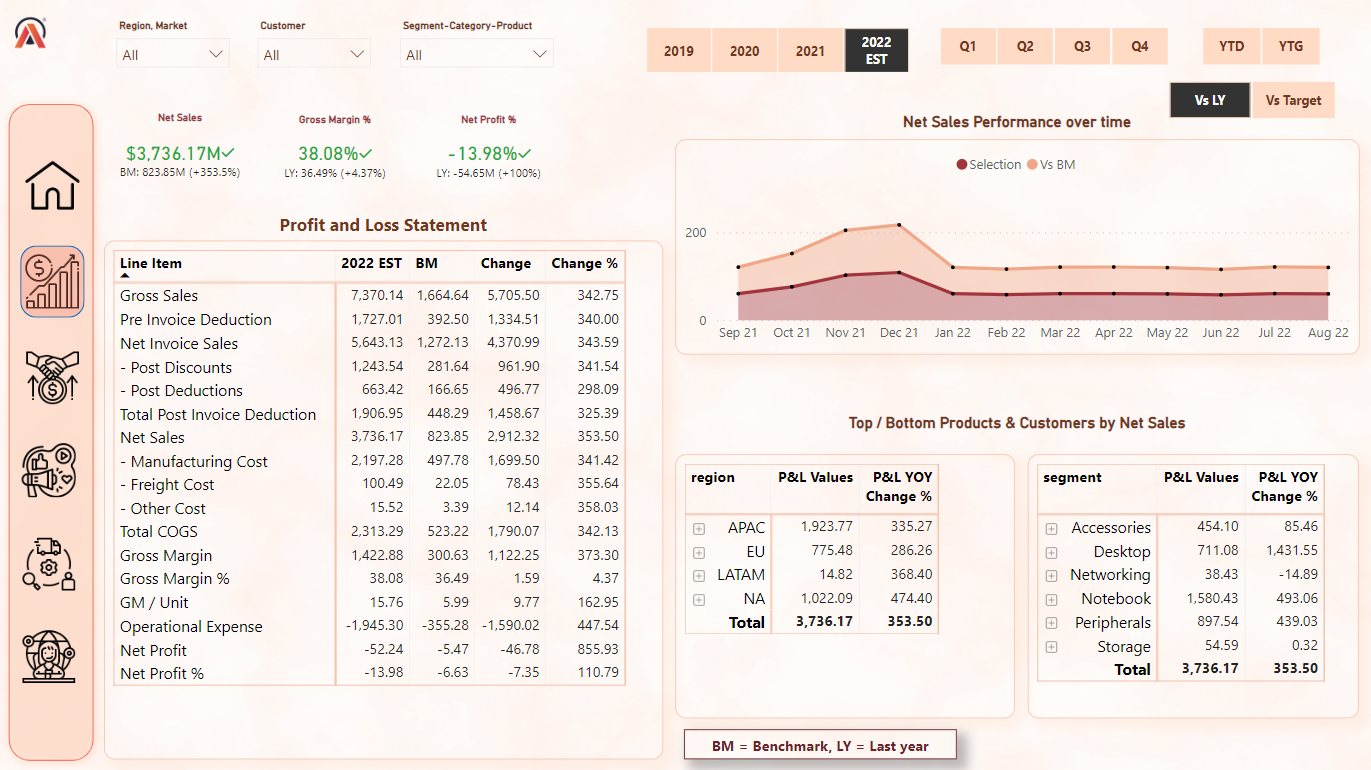 Region, Market
Customer
Segment-Category-Product
All
All
All
2019
2020
2021
2022
EST
Q1
Q2
Q3
Q4
YTD
YTG
Vs LY
Vs Target
Net Sales
$3,736.17M✓
BM: 823.85M (+353.5%)
Gross Margin %
38.08%✓
LY: 36.49% (+4.37%)
Net Profit %
-13.98%✓
LY: -54.65M (+100%)
Net Sales Performance over time
Selection Vs BM
200
0
Sep 21 Oct 21 Nov 21 Dec 21 Jan 22 Feb 22 Mar 22 Apr 22 May 22 Jun 22 Jul 22 Aug 22
Profit and Loss Statement
Line Item 2022 EST BM Change Change %
Gross Sales 7,370.14 1,664.64 5,705.50 342.75
Pre Invoice Deduction 1,727.01 392.50 1,334.51 340.00
Net Invoice Sales 5,643.13 1,272.13 4,370.99 343.59
- Post Discounts 1,243.54 281.64 961.90 341.54
- Post Deductions 663.42 166.65 496.77 298.09
Total Post Invoice Deduction 1,906.95 448.29 1,458.67 325.39
Net Sales 3,736.17 823.85 2,912.32 353.50
- Manufacturing Cost 2,197.28 497.78 1,699.50 341.42
- Freight Cost 100.49 22.05 78.43 355.64
- Other Cost 15.52 3.39 12.14 358.03
Total COGS 2,313.29 523.22 1,790.07 342.13
Gross Margin 1,422.88 300.63 1,122.25 373.30
Gross Margin % 38.08 36.49 1.59 4.37
GM / Unit 15.76 5.99 9.77 162.95
Operational Expense -1,945.30 -355.28 -1,590.02 447.54
Net Profit -52.24 -5.47 -46.78 855.93
Net Profit % -13.98 -6.63 -7.35 110.79
Top / Bottom Products & Customers by Net Sales
region P&L Values P&L YOY
Change %
APAC 1,923.77 335.27
EU 775.48 286.26
LATAM 14.82 368.40
NA 1,022.09 474.40
Total 3,736.17 353.50
segment P&L Values P&L YOY
Change %
Accessories 454.10 85.46
Desktop 711.08 1,431.55
Networking 38.43 -14.89
Notebook 1,580.43 493.06
Peripherals 897.54 439.03
Storage 54.59 0.32
Total 3,736.17 353.50
BM = Benchmark, LY = Last year